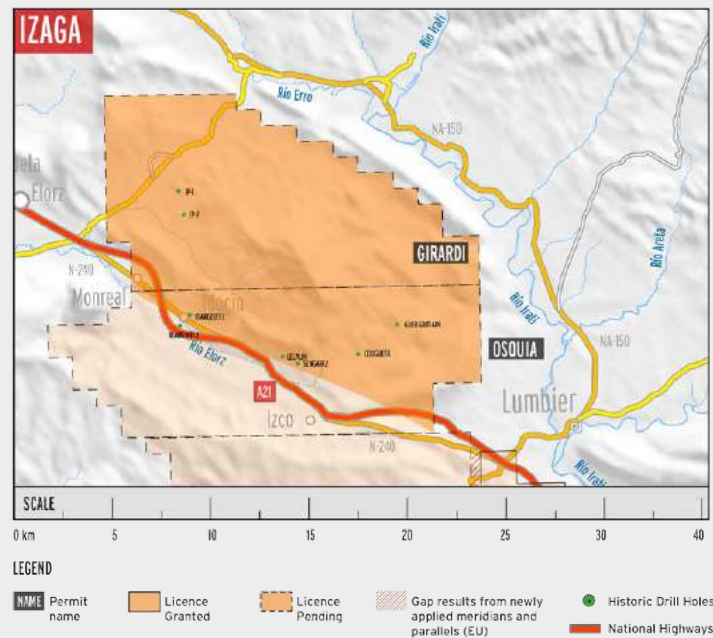 IZAGA
Río Irati
Río Erro
NA-150
Elorz
GIRARDI
Río Areta
N-240
Monreal
Río Irati
NA-150
Río Elorz
OSQUIA
A21
Lumbier
Izco
N-240
Río Irati
SCALE
0 km 5 10 15 20 25 30 35 40
LEGEND
NAME Permit name
Licence Granted
Licence Pending
Gap results from newly applied meridians and parallels (EU)
Historic Drill Holes
National Highways